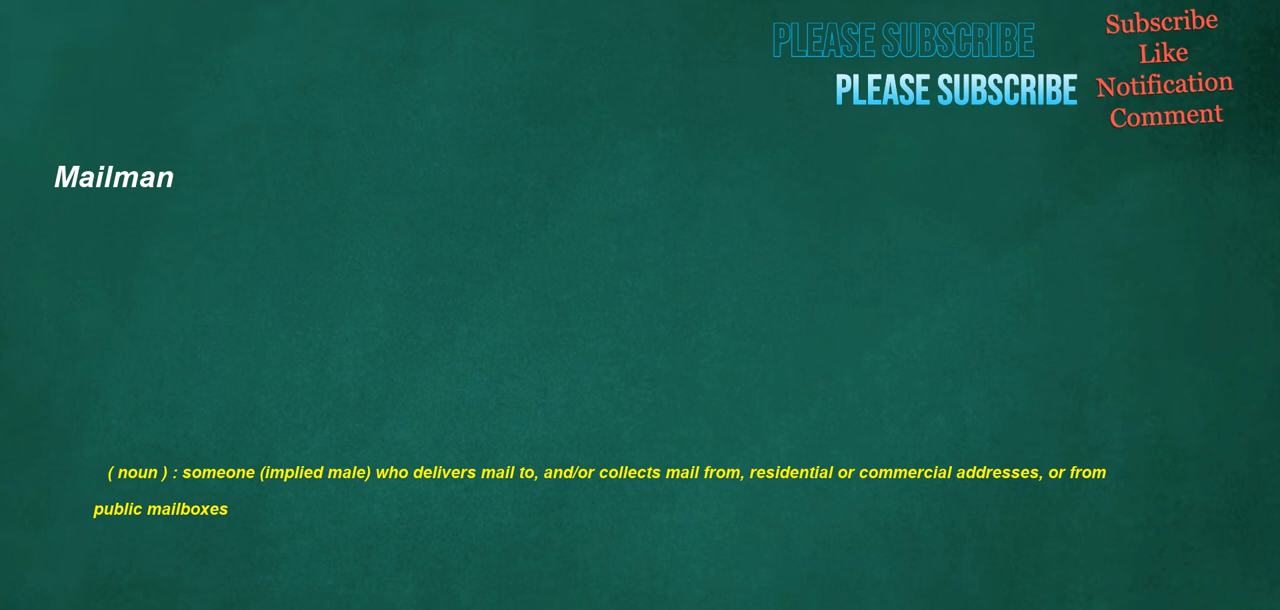 PLEASE SUBSCRIBE
PLEASE SUBSCRIBE
Subscribe
Like
Notification
Comment
Mailman
( noun ) : someone (implied male) who delivers mail to, and/or collects mail from, residential or commercial addresses, or from
public mailboxes